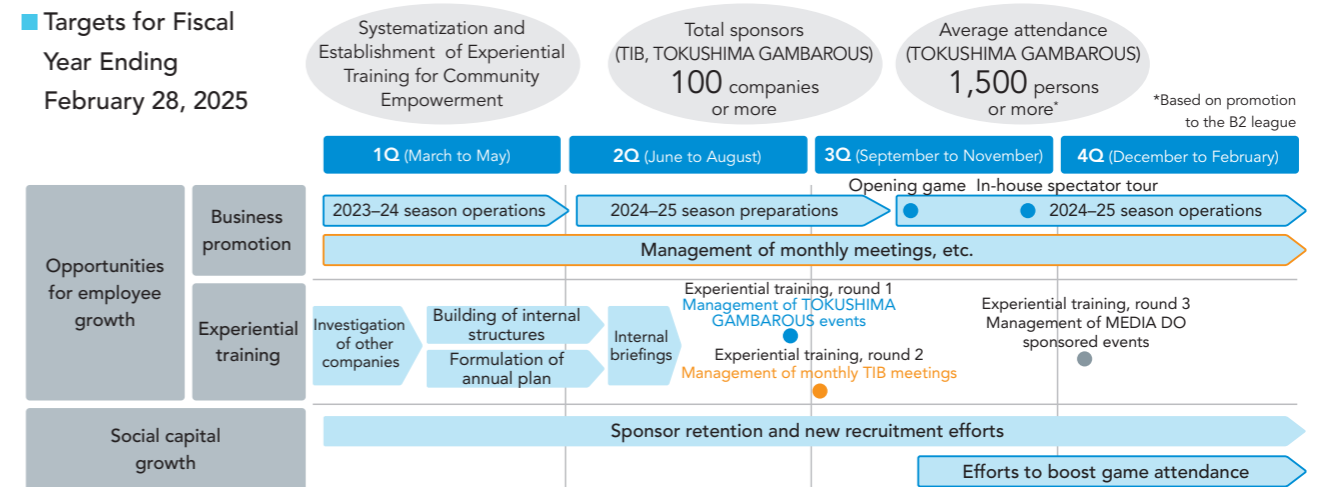 Targets for Fiscal
Year Ending
February 28, 2025
Systematization and
Establishment of Experiential
Training for Community
Empowerment
Total sponsors
(TIB, TOKUSHIMA GAMBAROUS)
100 companies
or more
Average attendance
(TOKUSHIMA GAMBAROUS)
1,500 persons
or more*
*Based on promotion
to the B2 league
1Q (March to May)
2Q (June to August)
3Q (September to November)
4Q (December to February)
Opportunities
for employee
growth
Business
promotion
Opening game
In-house spectator tour
2023–24 season operations
2024–25 season preparations
2024–25 season operations
Management of monthly meetings, etc.
Experiential
training
Investigation
of other
companies
Building of internal
structures
Formulation of
annual plan
Internal
briefings
Experiential training, round 1
Management of TOKUSHIMA
GAMBAROUS events
Experiential training, round 2
Management of monthly TIB meetings
Experiential training, round 3
Management of MEDIA DO
sponsored events
Social capital
growth
Sponsor retention and new recruitment efforts
Efforts to boost game attendance